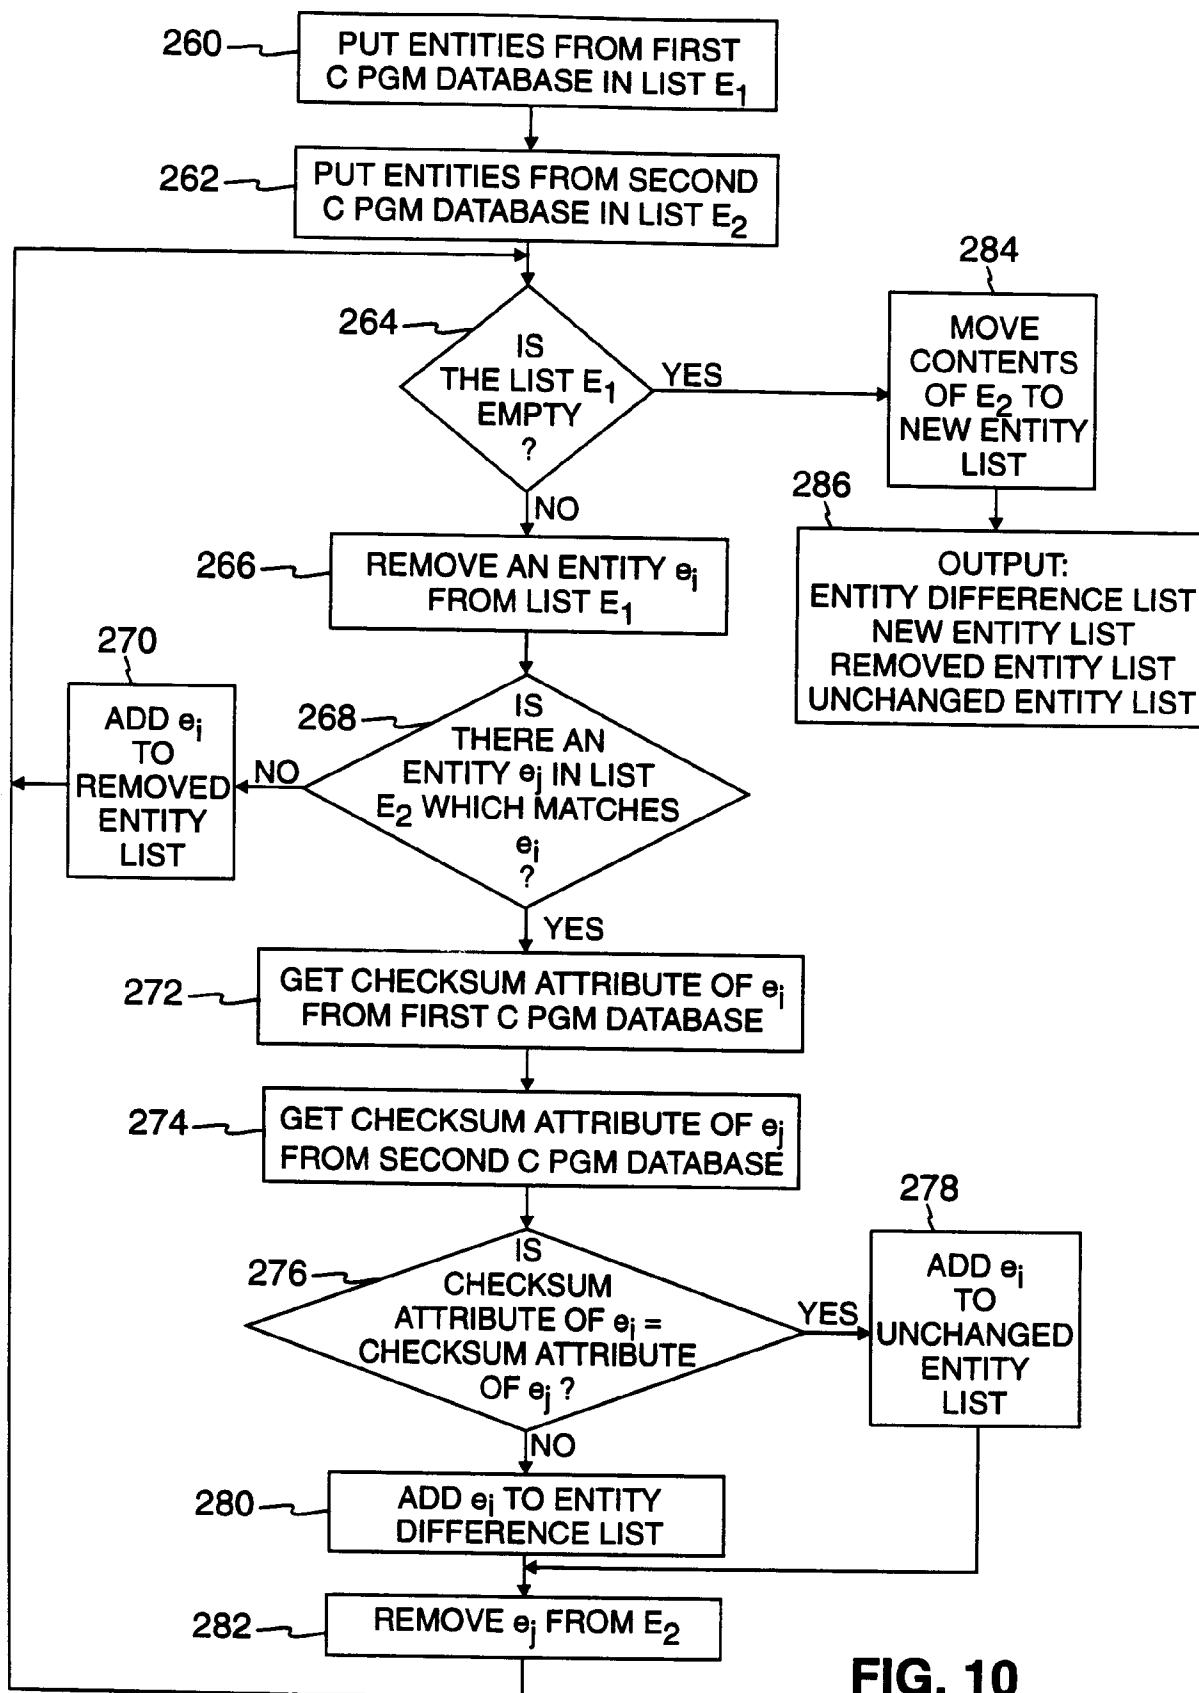 260
PUT ENTITIES FROM FIRST
C PGM DATABASE IN LIST E1
262
PUT ENTITIES FROM SECOND
C PGM DATABASE IN LIST E2
264
IS
THE LIST E1
EMPTY
?
YES
NO
284
MOVE
CONTENTS
OF E2 TO
NEW ENTITY
LIST
286
OUTPUT:
ENTITY DIFFERENCE LIST
NEW ENTITY LIST
REMOVED ENTITY LIST
UNCHANGED ENTITY LIST
266
REMOVE AN ENTITY ei
FROM LIST E1
268
IS
THERE AN
ENTITY ej IN LIST
E2 WHICH MATCHES
ei
?
NO
YES
270
ADD ei
TO
REMOVED
ENTITY
LIST
272
GET CHECKSUM ATTRIBUTE OF ei
FROM FIRST C PGM DATABASE
274
GET CHECKSUM ATTRIBUTE OF ej
FROM SECOND C PGM DATABASE
276
IS
CHECKSUM
ATTRIBUTE OF ei =
CHECKSUM ATTRIBUTE
OF ej ?
YES
NO
278
ADD ei
TO
UNCHANGED
ENTITY
LIST
280
ADD ei TO ENTITY
DIFFERENCE LIST
282
REMOVE ej FROM E2
FIG. 10